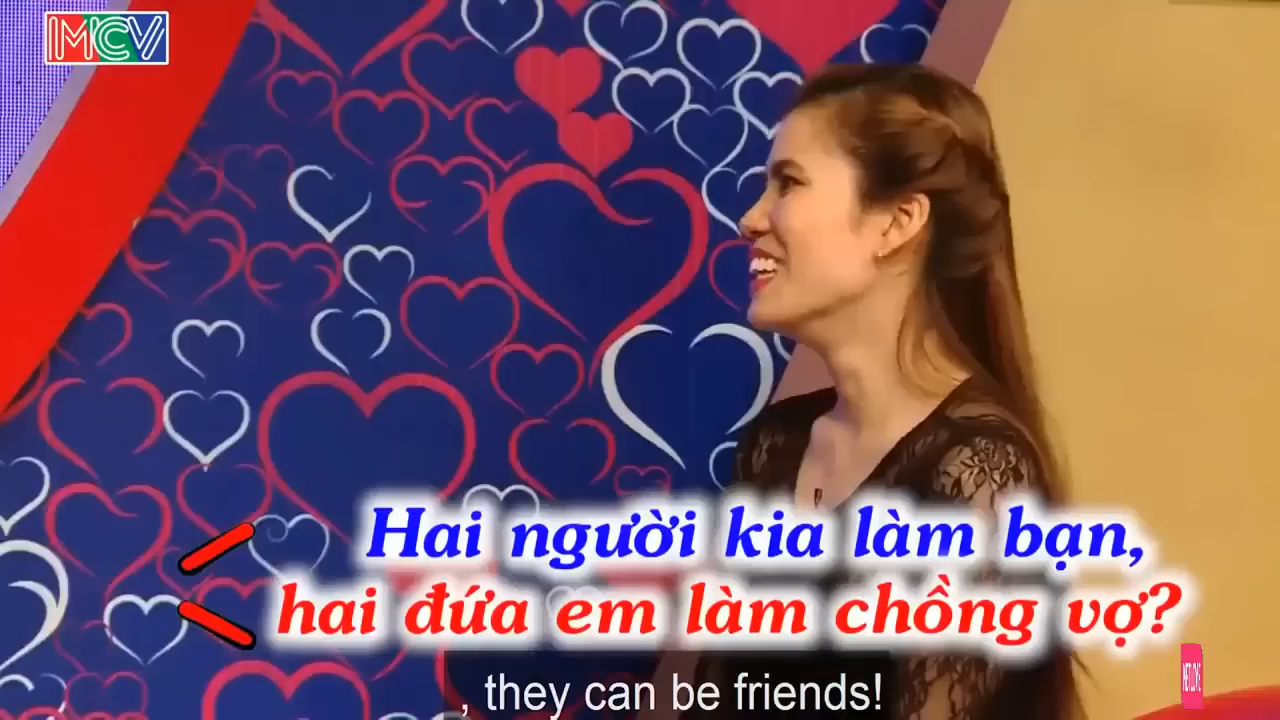 MCV
Hai người kia làm bạn,
hai đứa em làm chồng vợ?
, they can be friends!